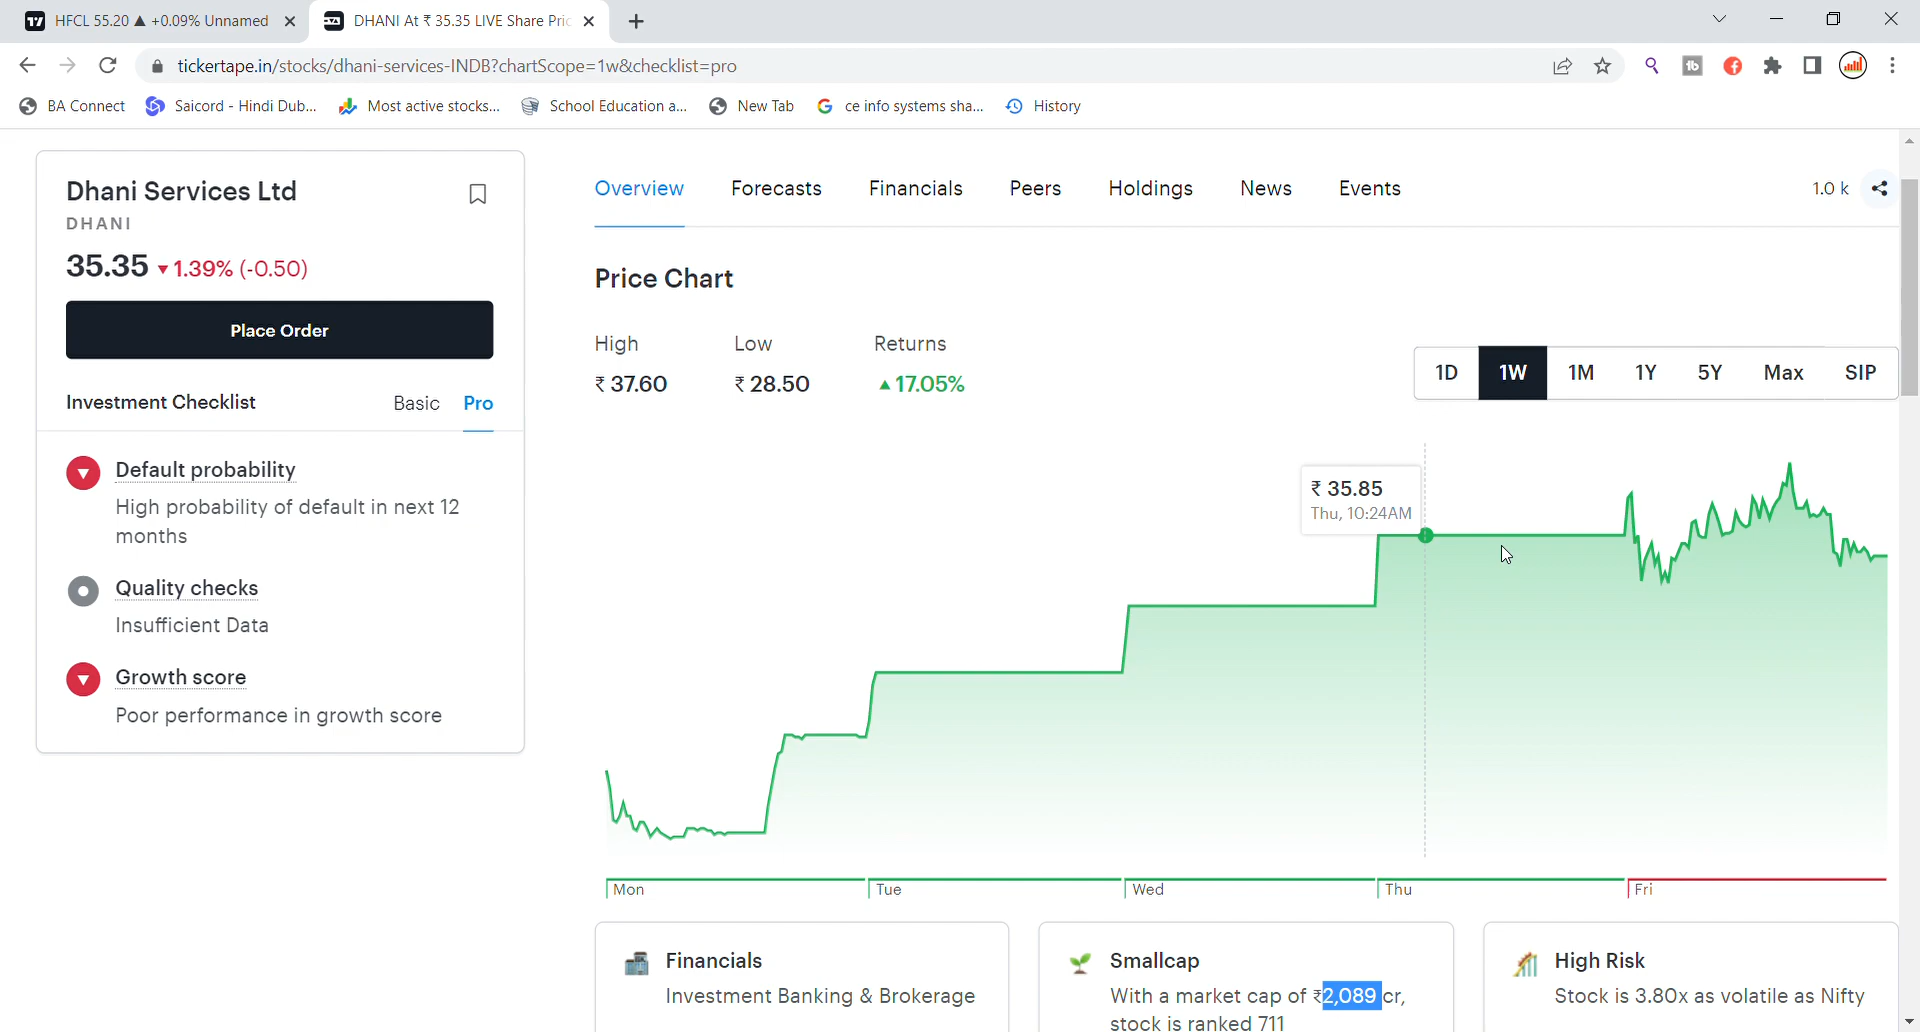 HFCL 55.20 ▲ +0.09% Unnamed
DHANI At ₹ 35.35 LIVE Share Pric
tickertape.in/stocks/dhani-services-INDB?chartScope=1w&checklist=pro
BA Connect
Saicord - Hindi Dub...
Most active stocks...
School Education a...
New Tab
ce info systems sha...
History
Dhani Services Ltd
DHANI
35.35 ▼ 1.39% (-0.50)
Place Order
Investment Checklist
Basic
Pro
Default probability
High probability of default in next 12
months
Quality checks
Insufficient Data
Growth score
Poor performance in growth score
Overview
Forecasts
Financials
Peers
Holdings
News
Events
1.0 k
Price Chart
High
Low
Returns
₹ 37.60
₹ 28.50
▲ 17.05%
1D
1W
1M
1Y
5Y
Max
SIP
₹ 35.85
Thu, 10:24AM
Mon
Tue
Wed
Thu
Fri
Financials
Investment Banking & Brokerage
Smallcap
With a market cap of ₹2,089 cr,
stock is ranked 711
High Risk
Stock is 3.80x as volatile as Nifty